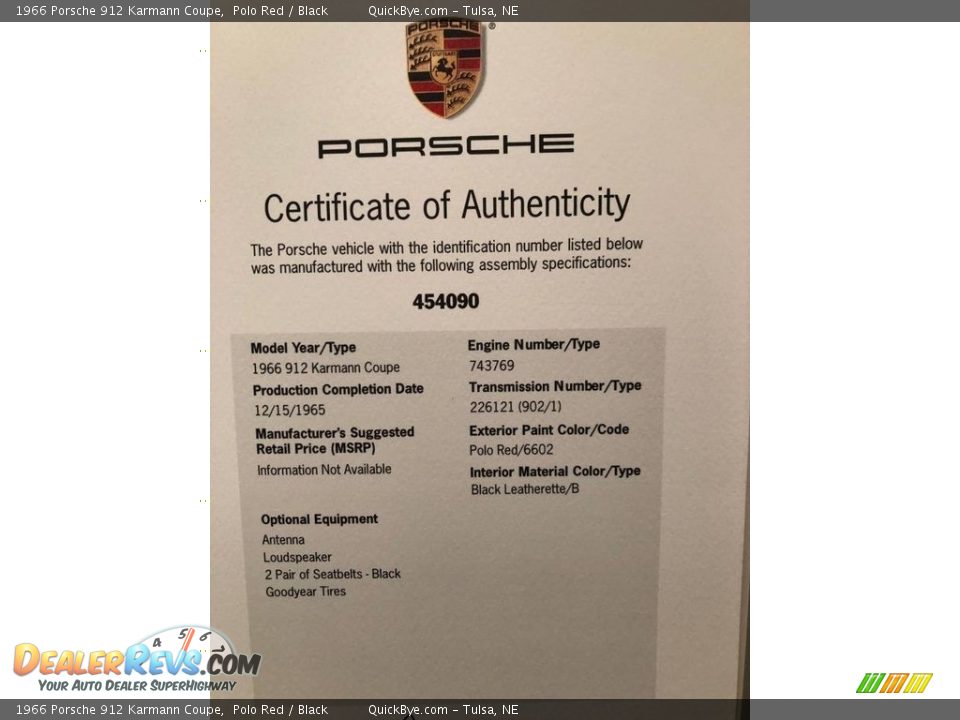 1966 Porsche 912 Karmann Coupe, Polo Red / Black QuickBye.com – Tulsa, NE
PORSCHE
PORSCHE
Certificate of Authenticity
The Porsche vehicle with the identification number listed below
was manufactured with the following assembly specifications:
454090
Model Year/Type
1966 912 Karmann Coupe
Production Completion Date
12/15/1965
Manufacturer's Suggested
Retail Price (MSRP)
Information Not Available
Engine Number/Type
743769
Transmission Number/Type
226121 (902/1)
Exterior Paint Color/Code
Polo Red/6602
Interior Material Color/Type
Black Leatherette/B
Optional Equipment
Antenna
Loudspeaker
2 Pair of Seatbelts - Black
Goodyear Tires
4 5 6 7
DealerRevs.com
Your Auto Dealer SuperHighway
1966 Porsche 912 Karmann Coupe, Polo Red / Black QuickBye.com – Tulsa, NE